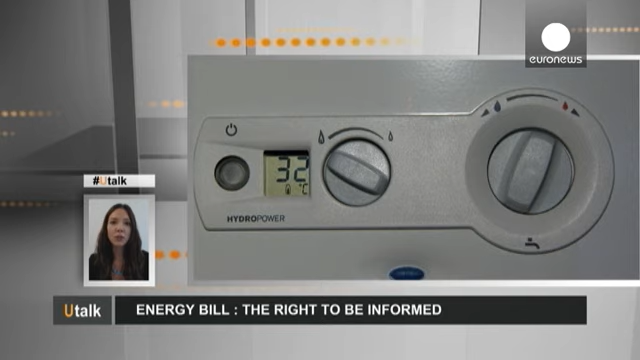 euronews
32
°C
HYDROPOWER
#Utalk
Utalk
ENERGY BILL : THE RIGHT TO BE INFORMED